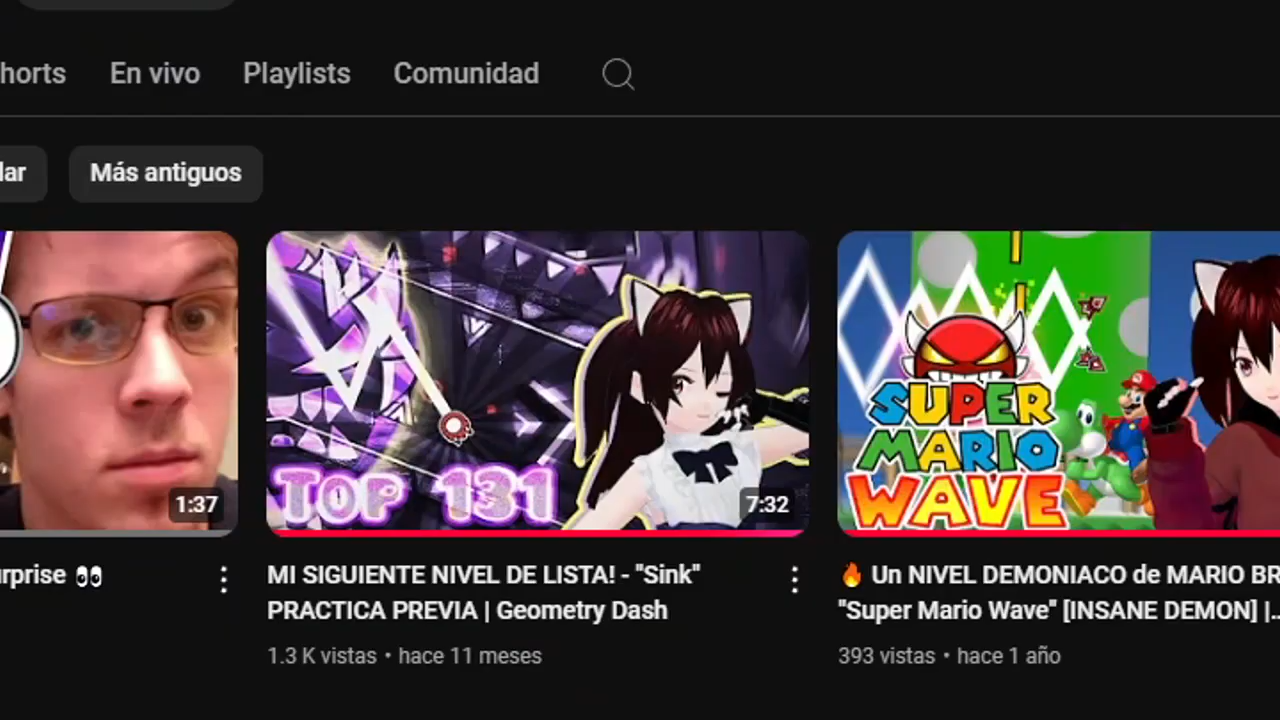 horts En vivo Playlists Comunidad
lar Más antiguos
TOP 131
SUPER
MARIO
WAVE
1:37
7:32
rprise 👀
MI SIGUIENTE NIVEL DE LISTA! - "Sink"
PRACTICA PREVIA | Geometry Dash
1.3 K vistas • hace 11 meses
🔥 Un NIVEL DEMONIACO de MARIO BR
"Super Mario Wave" [INSANE DEMON] |...
393 vistas • hace 1 año